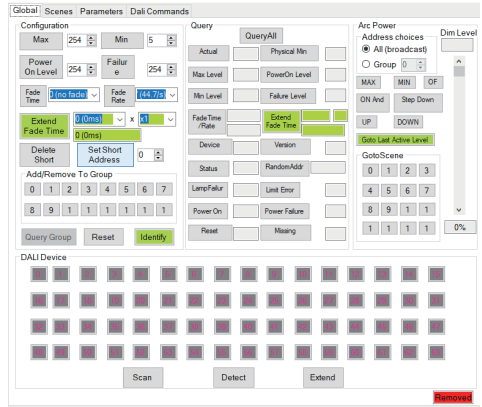 Global Scenes Parameters Dali Commands
Configuration
Max 254 Min 5
Power On Level 254 Failur e 254
Fade Time 0 (no fade) Fade Rate (44.7/s)
Extend Fade Time 0 (0ms) x x1
0 (0ms)
Delete Short Set Short Address 0
Add/Remove To Group
0 1 2 3 4 5 6 7
8 9 1 1 1 1 1 1
Query Group Reset Identify
Query
QueryAll
Actual Physical Min
Max Level PowerOn Level
Min Level Failure Level
Fade Time /Rate Extend Fade Time
Device Version
Status RandomAddr
LampFailur Limit Error
Power On Power Failure
Reset Missing
Arc Power
Address choices
All (broadcast)
Group 0
MAX MIN OF
ON And Step Down
UP DOWN
Goto Last Active Level
GotoScene
0 1 2 3
4 5 6 7
8 9 1 1
1 1 1 1
Dim Level
0%
DALI Device
Scan Detect Extend
Removed